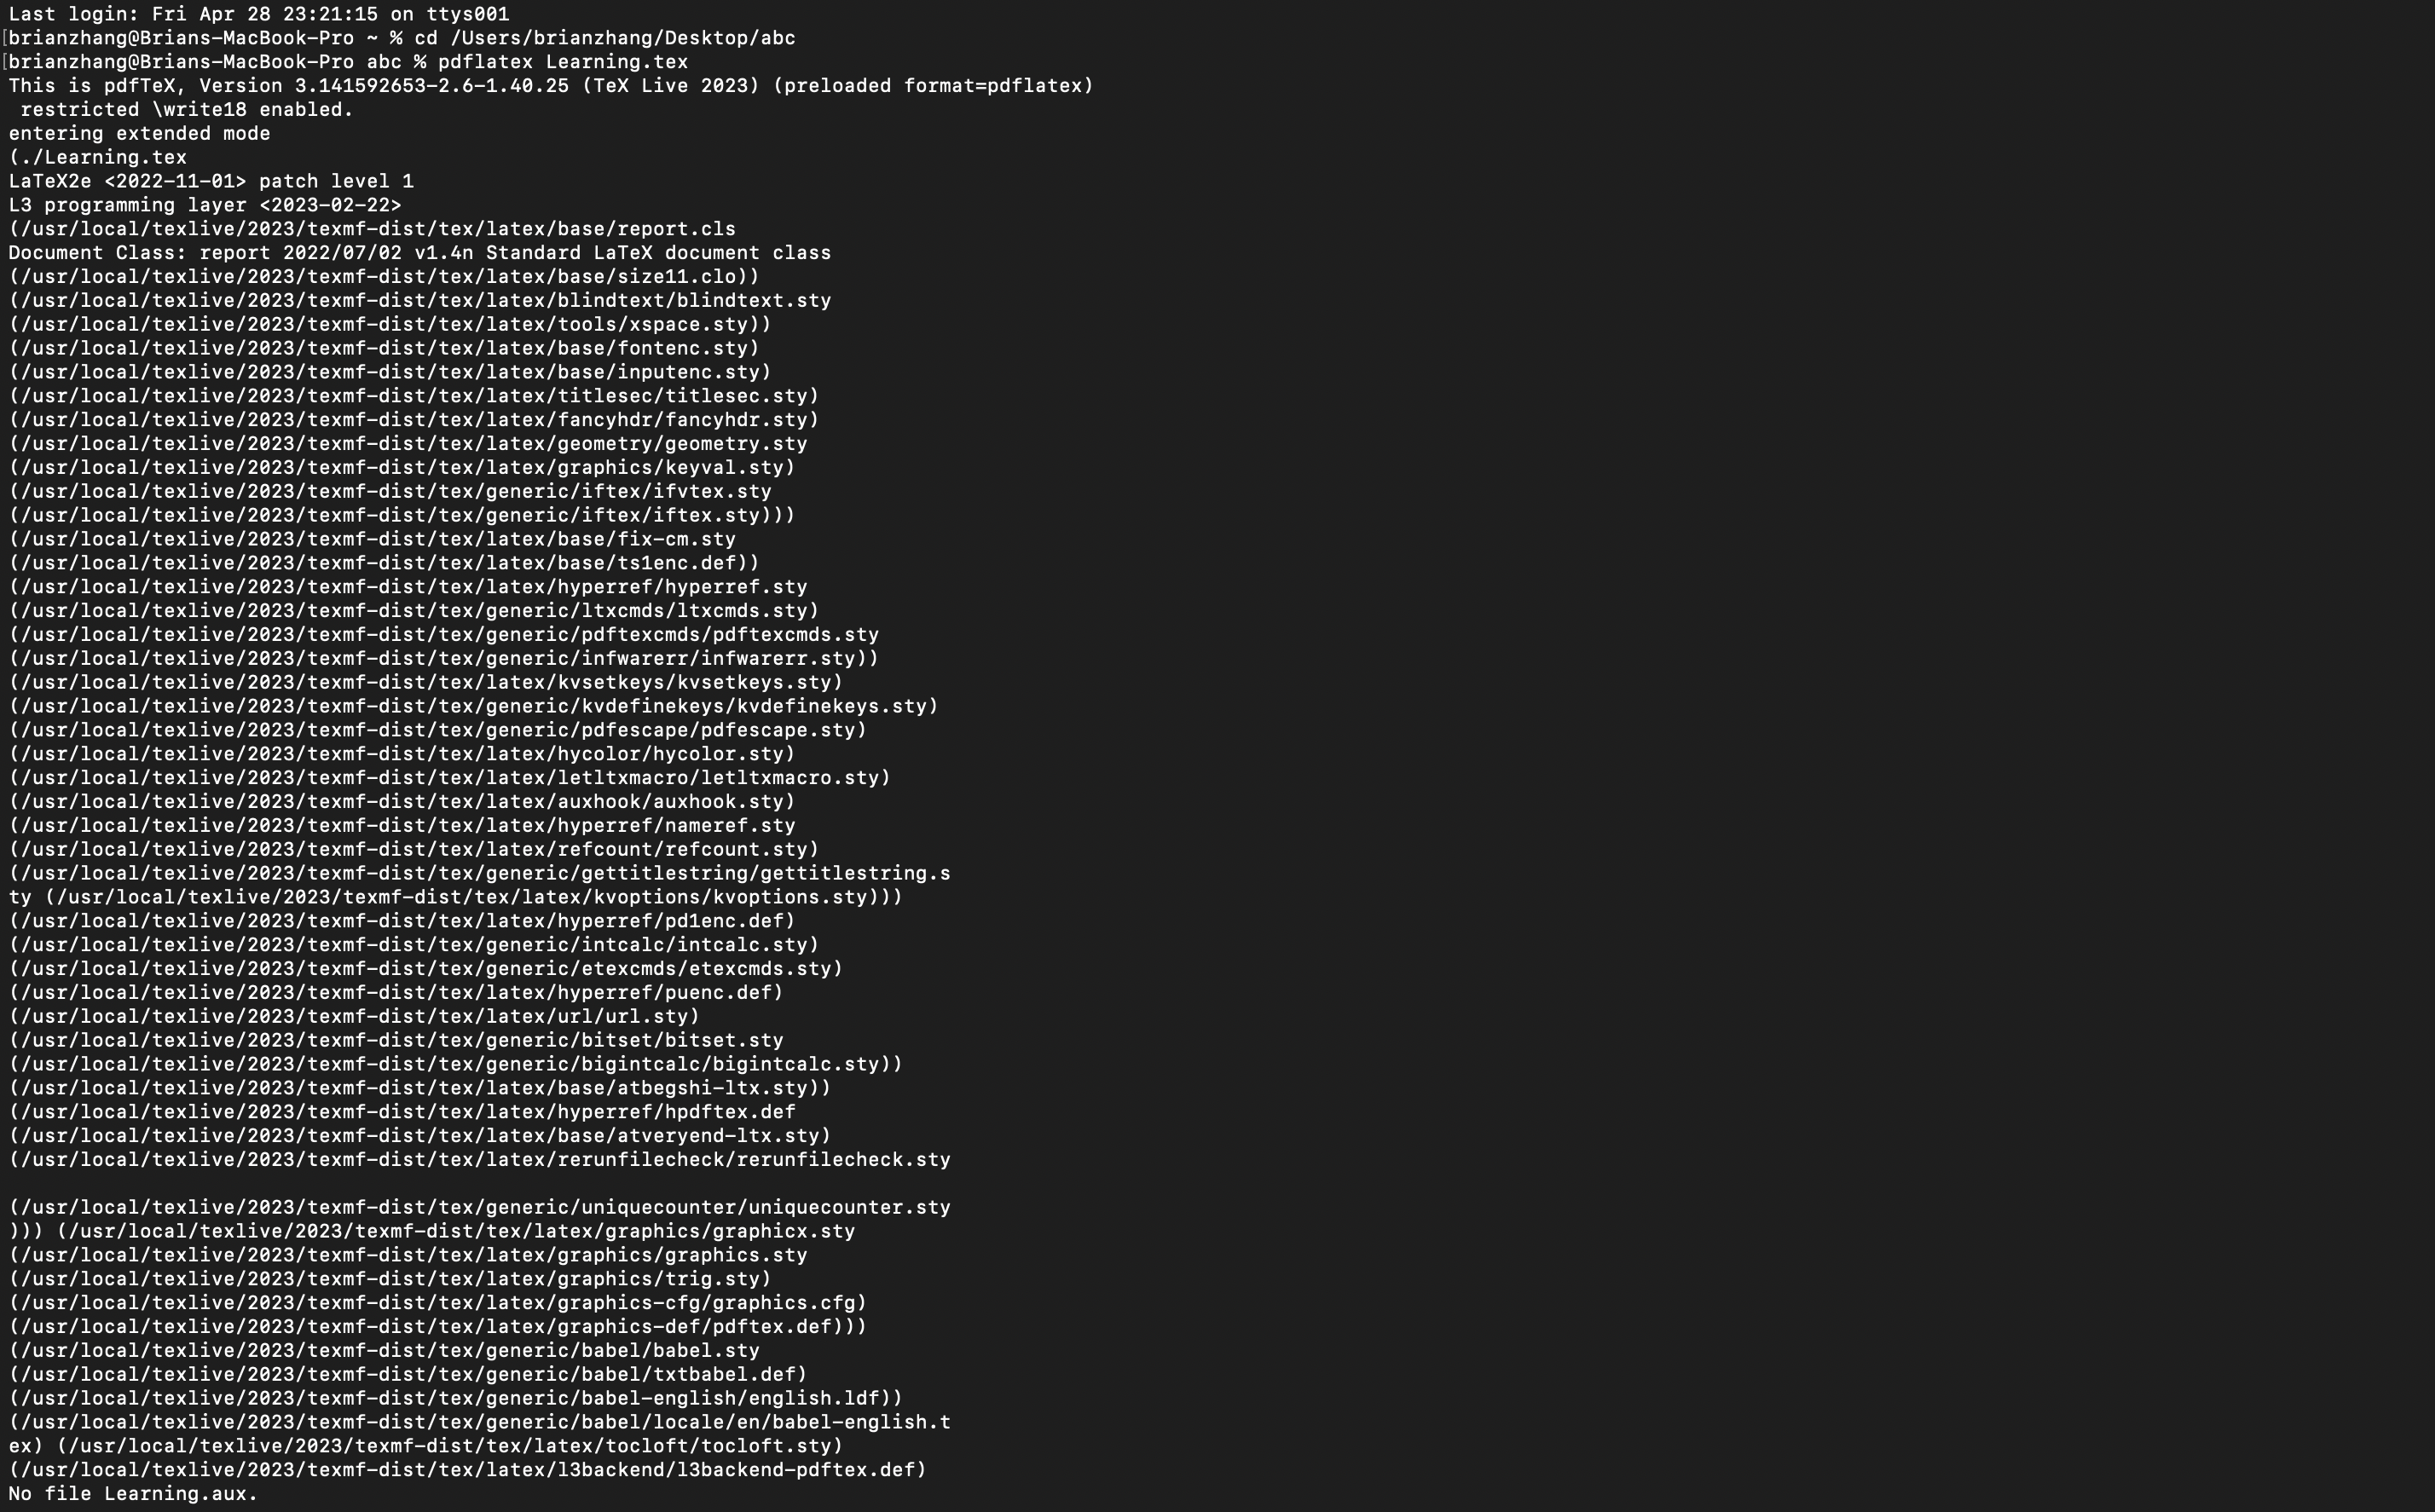 Last login: Fri Apr 28 23:21:15 on ttys001
[brianzhang@Brians-MacBook-Pro ~ % cd /Users/brianzhang/Desktop/abc
[brianzhang@Brians-MacBook-Pro abc % pdflatex Learning.tex
This is pdfTeX, Version 3.141592653-2.6-1.40.25 (TeX Live 2023) (preloaded format=pdflatex)
 restricted \write18 enabled.
entering extended mode
(./Learning.tex
LaTeX2e <2022-11-01> patch level 1
L3 programming layer <2023-02-22>
(/usr/local/texlive/2023/texmf-dist/tex/latex/base/report.cls
Document Class: report 2022/07/02 v1.4n Standard LaTeX document class
(/usr/local/texlive/2023/texmf-dist/tex/latex/base/size11.clo))
(/usr/local/texlive/2023/texmf-dist/tex/latex/blindtext/blindtext.sty
(/usr/local/texlive/2023/texmf-dist/tex/latex/tools/xspace.sty))
(/usr/local/texlive/2023/texmf-dist/tex/latex/base/fontenc.sty)
(/usr/local/texlive/2023/texmf-dist/tex/latex/base/inputenc.sty)
(/usr/local/texlive/2023/texmf-dist/tex/latex/titlesec/titlesec.sty)
(/usr/local/texlive/2023/texmf-dist/tex/latex/fancyhdr/fancyhdr.sty)
(/usr/local/texlive/2023/texmf-dist/tex/latex/geometry/geometry.sty
(/usr/local/texlive/2023/texmf-dist/tex/latex/graphics/keyval.sty)
(/usr/local/texlive/2023/texmf-dist/tex/generic/iftex/ifvtex.sty
(/usr/local/texlive/2023/texmf-dist/tex/generic/iftex/iftex.sty)))
(/usr/local/texlive/2023/texmf-dist/tex/latex/base/fix-cm.sty
(/usr/local/texlive/2023/texmf-dist/tex/latex/base/ts1enc.def))
(/usr/local/texlive/2023/texmf-dist/tex/latex/hyperref/hyperref.sty
(/usr/local/texlive/2023/texmf-dist/tex/generic/ltxcmds/ltxcmds.sty)
(/usr/local/texlive/2023/texmf-dist/tex/generic/pdftexcmds/pdftexcmds.sty
(/usr/local/texlive/2023/texmf-dist/tex/generic/infwarerr/infwarerr.sty))
(/usr/local/texlive/2023/texmf-dist/tex/latex/kvsetkeys/kvsetkeys.sty)
(/usr/local/texlive/2023/texmf-dist/tex/generic/kvdefinekeys/kvdefinekeys.sty)
(/usr/local/texlive/2023/texmf-dist/tex/generic/pdfescape/pdfescape.sty)
(/usr/local/texlive/2023/texmf-dist/tex/latex/hycolor/hycolor.sty)
(/usr/local/texlive/2023/texmf-dist/tex/latex/letltxmacro/letltxmacro.sty)
(/usr/local/texlive/2023/texmf-dist/tex/latex/auxhook/auxhook.sty)
(/usr/local/texlive/2023/texmf-dist/tex/latex/hyperref/nameref.sty
(/usr/local/texlive/2023/texmf-dist/tex/latex/refcount/refcount.sty)
(/usr/local/texlive/2023/texmf-dist/tex/generic/gettitlestring/gettitlestring.s
ty (/usr/local/texlive/2023/texmf-dist/tex/latex/kvoptions/kvoptions.sty)))
(/usr/local/texlive/2023/texmf-dist/tex/latex/hyperref/pd1enc.def)
(/usr/local/texlive/2023/texmf-dist/tex/generic/intcalc/intcalc.sty)
(/usr/local/texlive/2023/texmf-dist/tex/generic/etexcmds/etexcmds.sty)
(/usr/local/texlive/2023/texmf-dist/tex/latex/hyperref/puenc.def)
(/usr/local/texlive/2023/texmf-dist/tex/latex/url/url.sty)
(/usr/local/texlive/2023/texmf-dist/tex/generic/bitset/bitset.sty
(/usr/local/texlive/2023/texmf-dist/tex/generic/bigintcalc/bigintcalc.sty))
(/usr/local/texlive/2023/texmf-dist/tex/latex/base/atbegshi-ltx.sty))
(/usr/local/texlive/2023/texmf-dist/tex/latex/hyperref/hpdftex.def
(/usr/local/texlive/2023/texmf-dist/tex/latex/base/atveryend-ltx.sty)
(/usr/local/texlive/2023/texmf-dist/tex/latex/rerunfilecheck/rerunfilecheck.sty

(/usr/local/texlive/2023/texmf-dist/tex/generic/uniquecounter/uniquecounter.sty
))) (/usr/local/texlive/2023/texmf-dist/tex/latex/graphics/graphicx.sty
(/usr/local/texlive/2023/texmf-dist/tex/latex/graphics/graphics.sty
(/usr/local/texlive/2023/texmf-dist/tex/latex/graphics/trig.sty)
(/usr/local/texlive/2023/texmf-dist/tex/latex/graphics-cfg/graphics.cfg)
(/usr/local/texlive/2023/texmf-dist/tex/latex/graphics-def/pdftex.def)))
(/usr/local/texlive/2023/texmf-dist/tex/generic/babel/babel.sty
(/usr/local/texlive/2023/texmf-dist/tex/generic/babel/txtbabel.def)
(/usr/local/texlive/2023/texmf-dist/tex/generic/babel-english/english.ldf))
(/usr/local/texlive/2023/texmf-dist/tex/generic/babel/locale/en/babel-english.t
ex) (/usr/local/texlive/2023/texmf-dist/tex/latex/tocloft/tocloft.sty)
(/usr/local/texlive/2023/texmf-dist/tex/latex/l3backend/l3backend-pdftex.def)
No file Learning.aux.